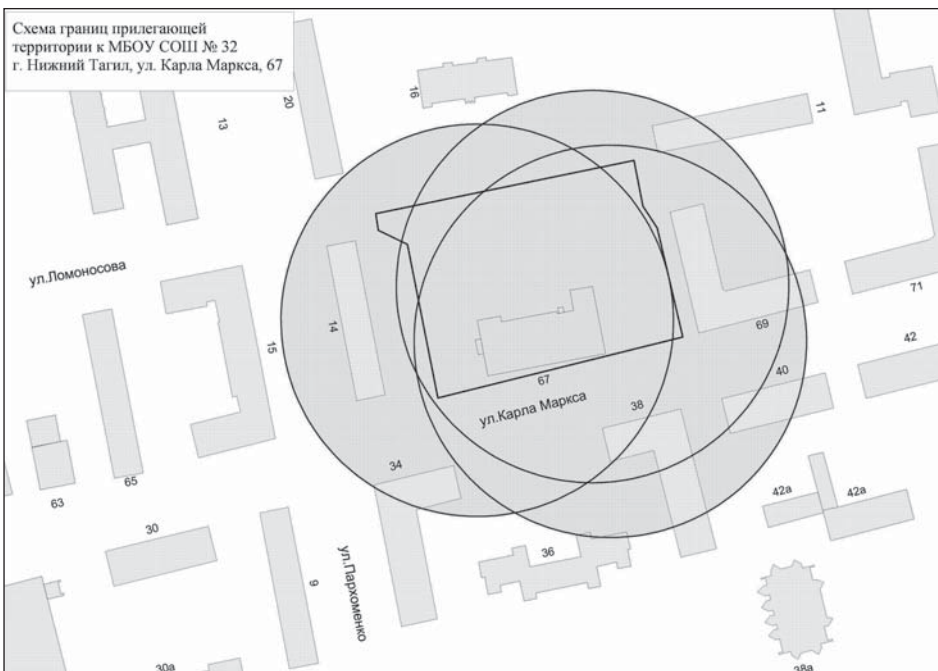 Схема границ прилегающей
территории к МБОУ СОШ № 32
г. Нижний Тагил, ул. Карла Маркса, 67
16
20
13
11
ул.Ломоносова
14
15
71
69
42
67
40
ул.Карла Маркса
38
34
63
65
42а
42а
30
36
9
ул.Пархоменко
30а
38а